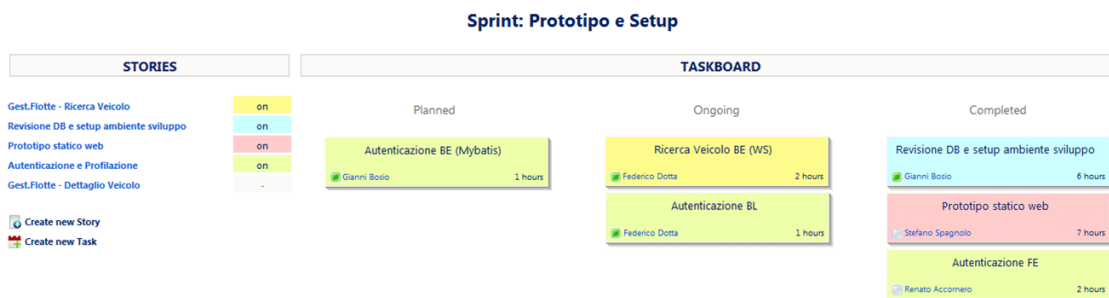 Sprint: Prototipo e Setup
STORIES
TASKBOARD
Gest.Flotte - Ricerca Veicolo on
Revisione DB e setup ambiente sviluppo on
Prototipo statico web on
Autenticazione e Profilazione on
Gest.Flotte - Dettaglio Veicolo -
Create new Story
Create new Task
Planned
Autenticazione BE (Mybatis)
Gianni Bosio 1 hours
Ongoing
Ricerca Veicolo BE (WS)
Federico Dotta 2 hours
Autenticazione BL
Federico Dotta 1 hours
Completed
Revisione DB e setup ambiente sviluppo
Gianni Bosio 6 hours
Prototipo statico web
Stefano Spagnolo 7 hours
Autenticazione FE
Renato Accornero 2 hours